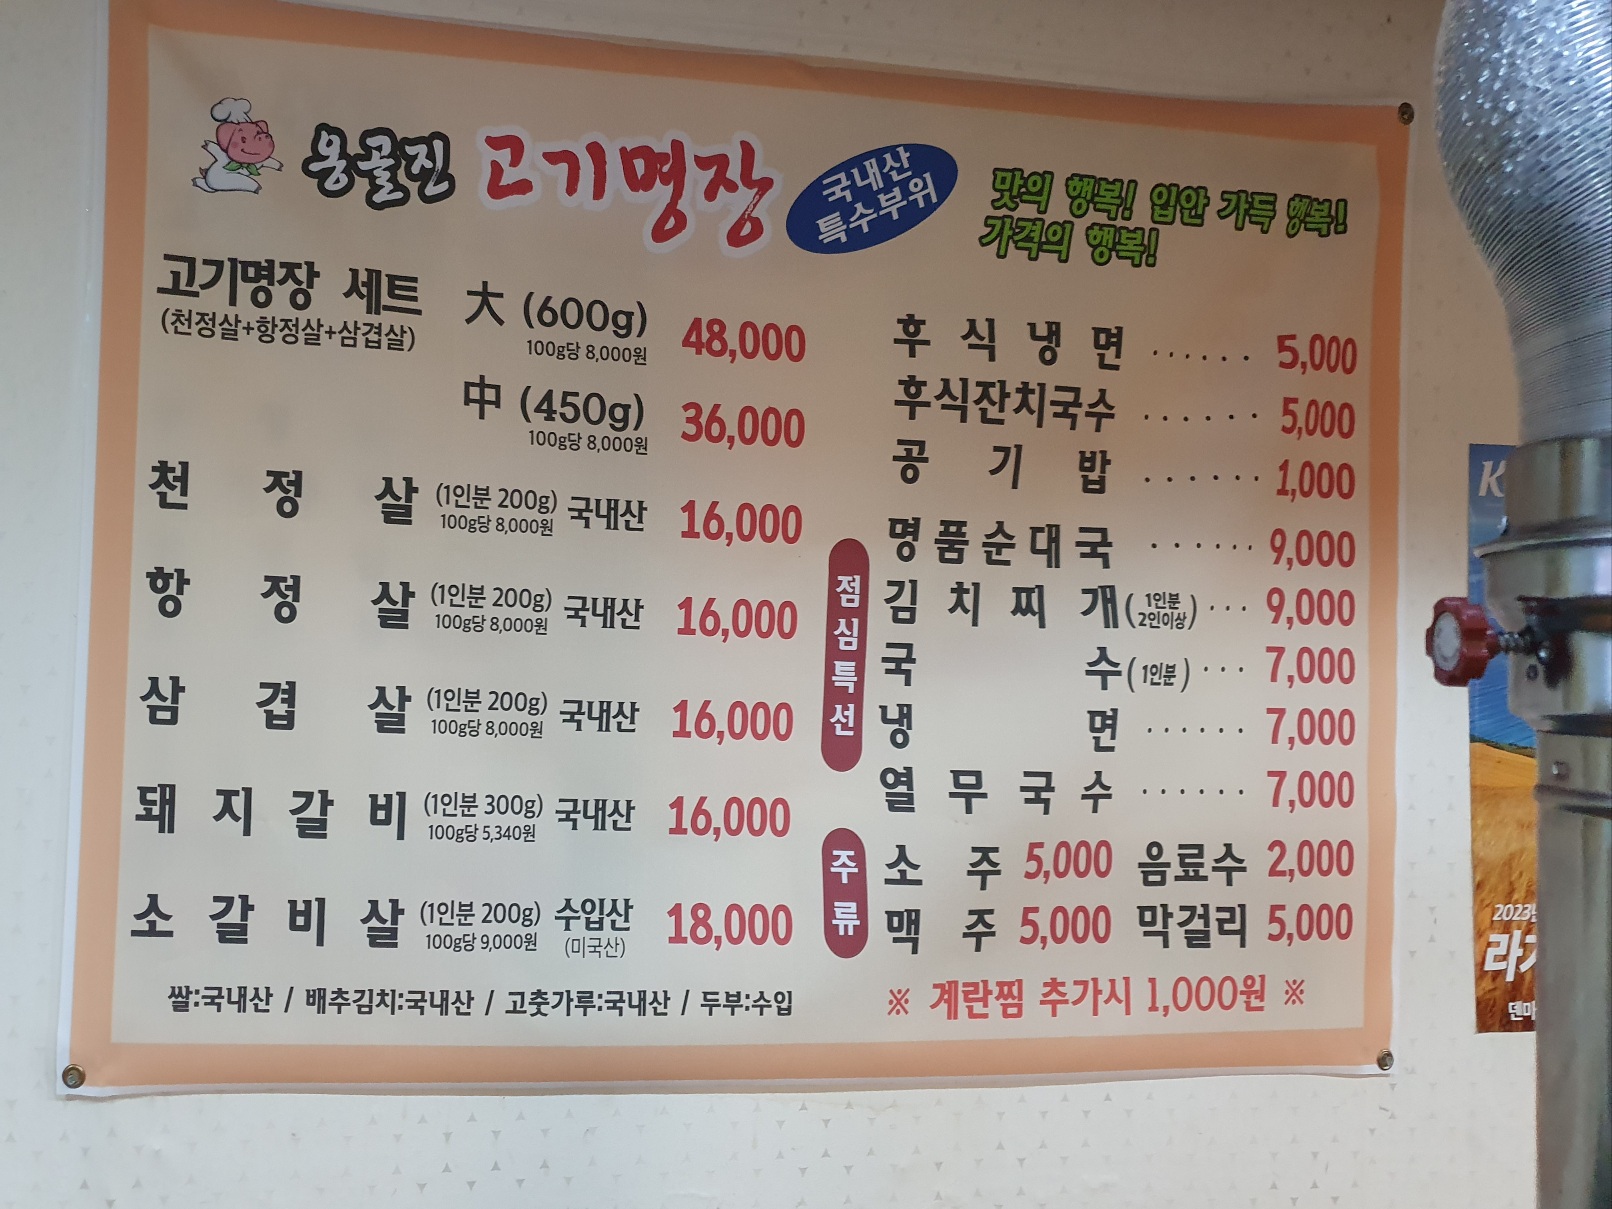 옹골진 고기명장
국내산
특수부위
맛의 행복! 입안 가득 행복!
가격의 행복!
고기명장 세트 大 (600g) 48,000
(천정살+항정살+삼겹살) 100g당 8,000원
中 (450g) 36,000
100g당 8,000원
천정살 (1인분 200g) 국내산 16,000
100g당 8,000원
항정살 (1인분 200g) 국내산 16,000
100g당 8,000원
삼겹살 (1인분 200g) 국내산 16,000
100g당 8,000원
돼지갈비 (1인분 300g) 국내산 16,000
100g당 5,340원
소갈비살 (1인분 200g) 수입산 18,000
100g당 9,000원 (미국산)
쌀:국내산 / 배추김치:국내산 / 고춧가루:국내산 / 두부:수입
후식냉면 ...... 5,000
후식잔치국수 ...... 5,000
공기밥 ...... 1,000
점심특선
명품순대국 ...... 9,000
김치찌개 (1인분 2인이상) ... 9,000
국수 (1인분) ... 7,000
냉면 ...... 7,000
열무국수 ...... 7,000
주류
소주 5,000 음료수 2,000
맥주 5,000 막걸리 5,000
※ 계란찜 추가시 1,000원 ※
K
2023